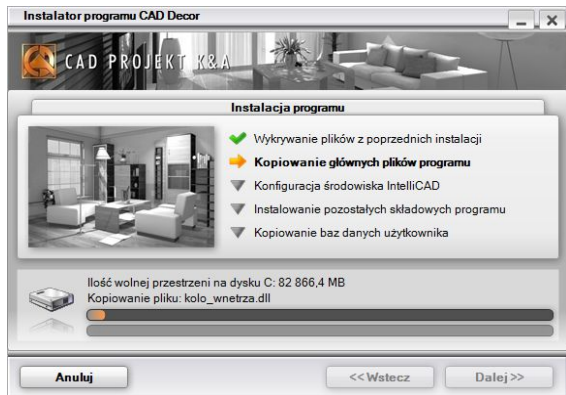 Instalator programu CAD Decor
CAD PROJEKT K&A
Instalacja programu
Wykrywanie plików z poprzednich instalacji
Kopiowanie głównych plików programu
Konfiguracja środowiska IntelliCAD
Instalowanie pozostałych składowych programu
Kopiowanie baz danych użytkownika
Ilość wolnej przestrzeni na dysku C: 82 866,4 MB
Kopiowanie pliku: kolo_wnetrza.dll
Anuluj
<< Wstecz
Dalej >>